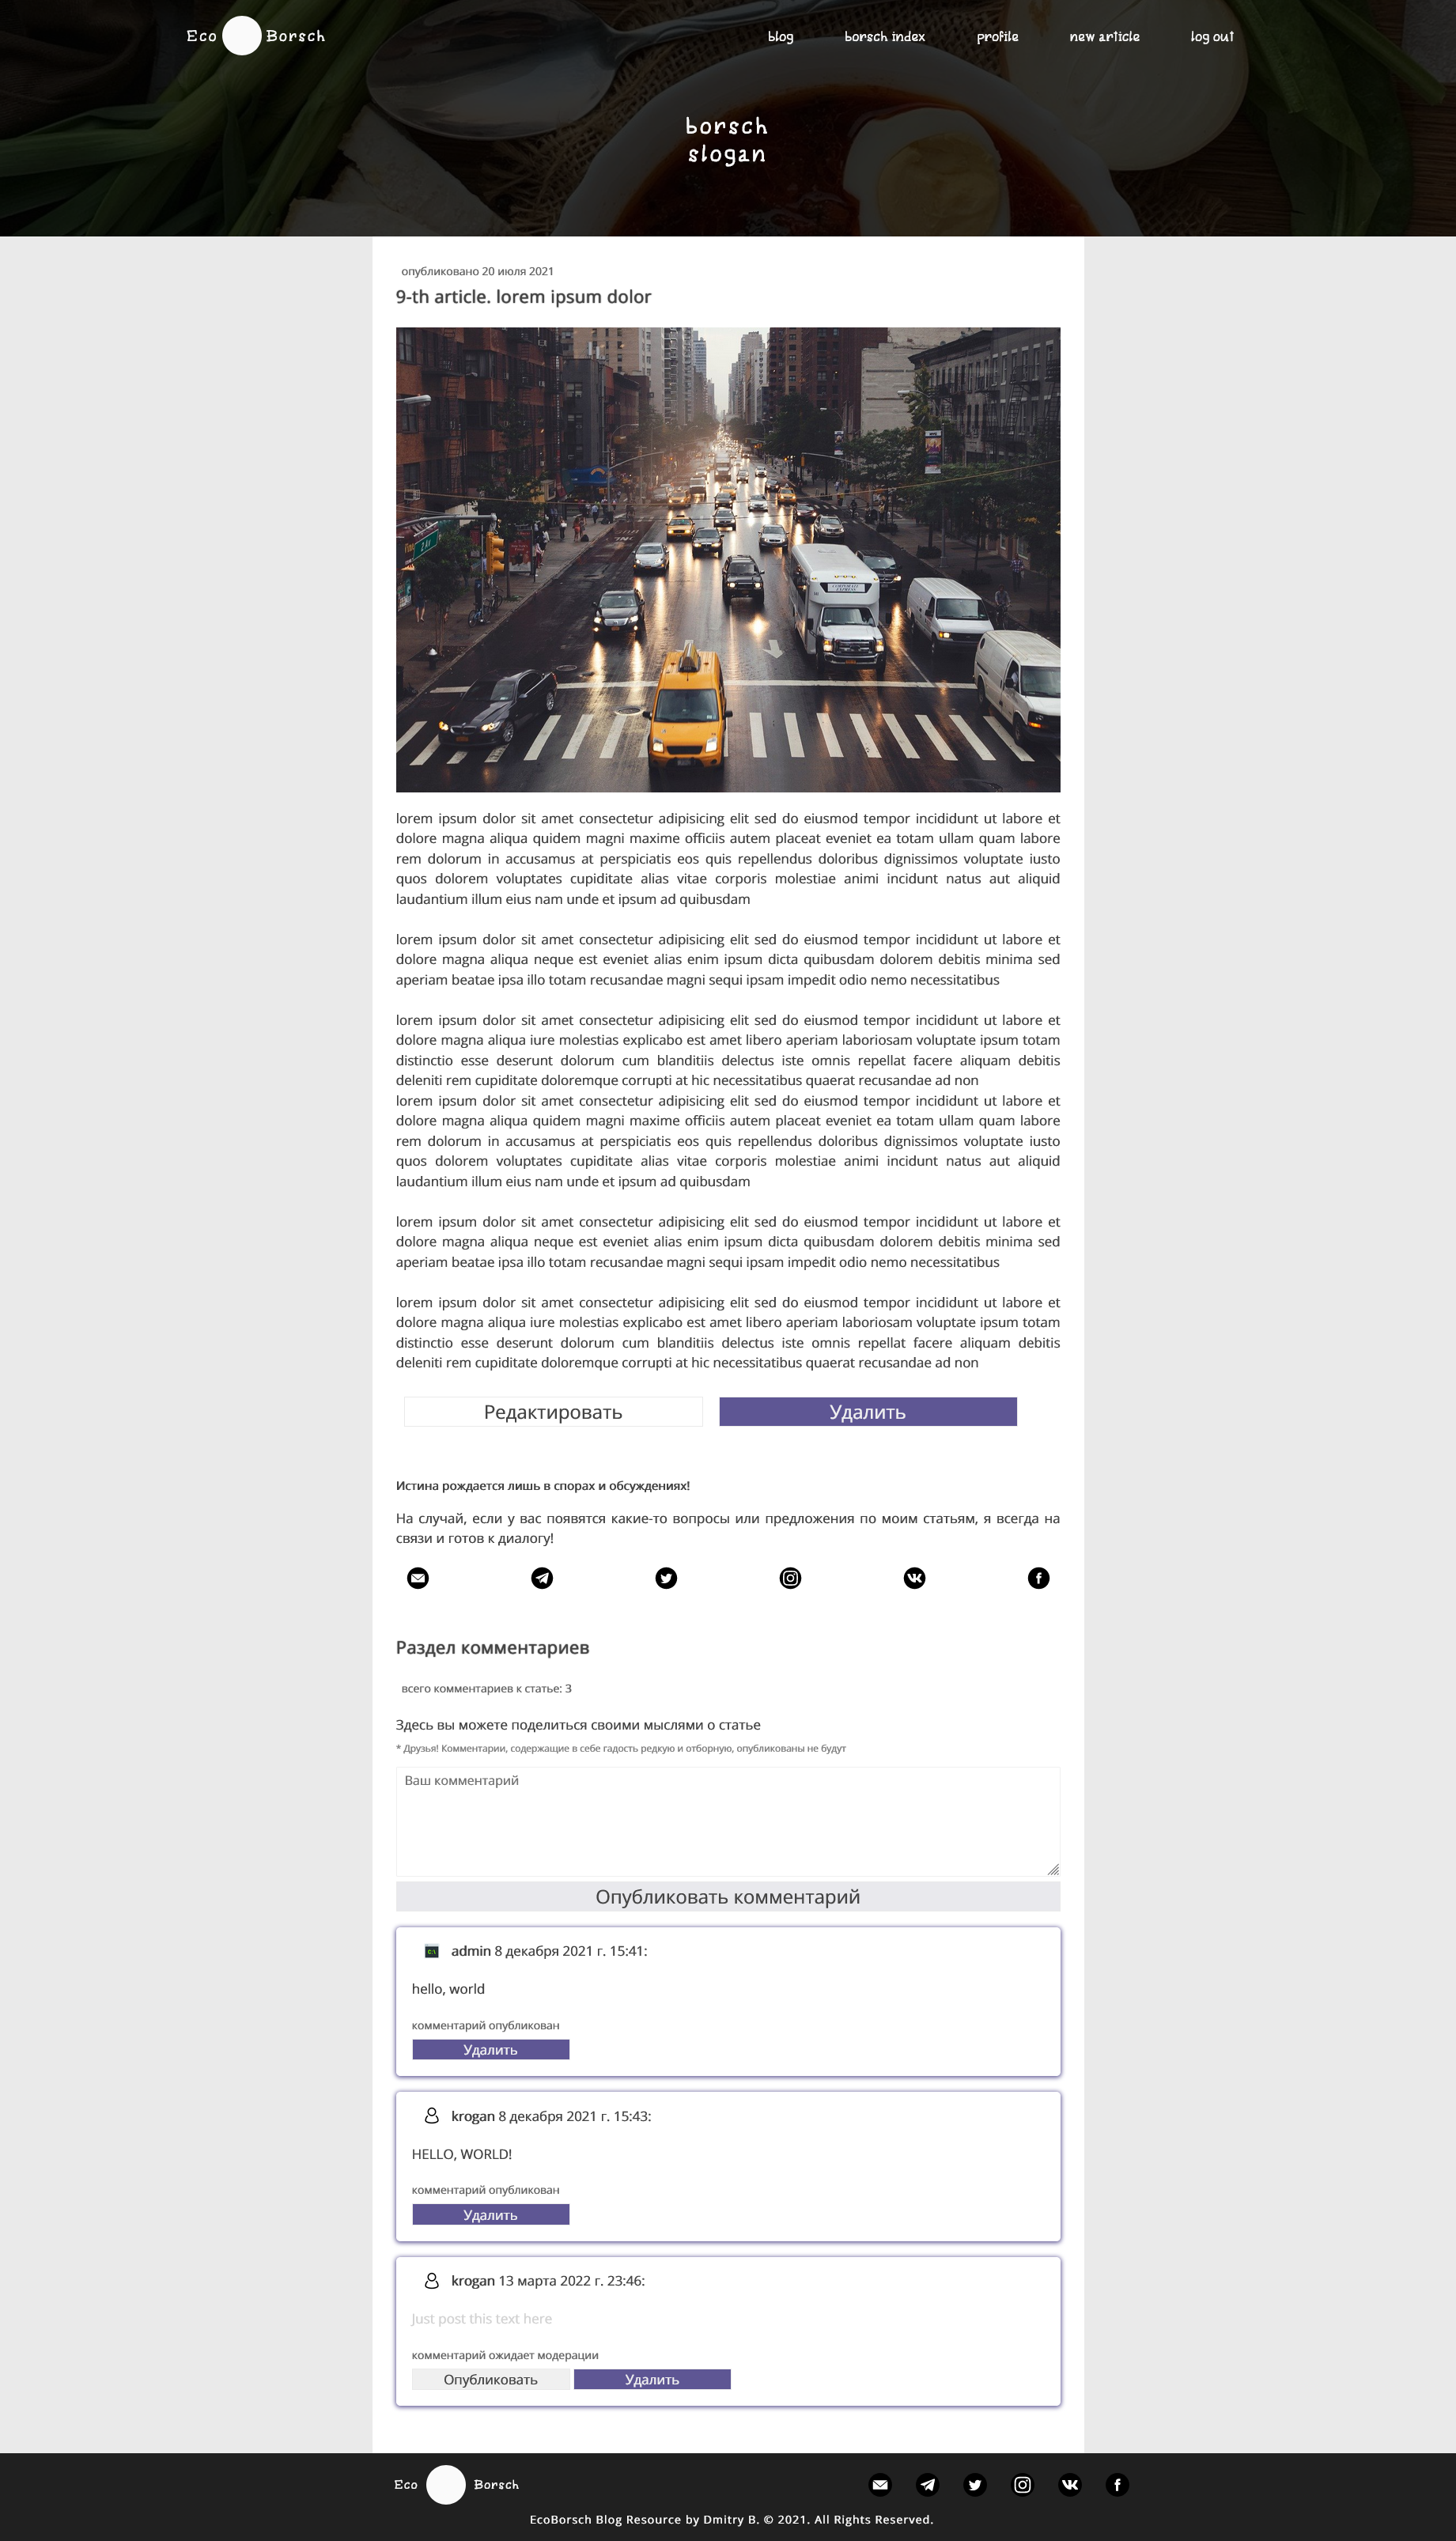 Eco Borsch
blog borsch index profile new article log out
borsch
slogan
опубликовано 20 июля 2021
9-th article. lorem ipsum dolor
lorem ipsum dolor sit amet consectetur adipisicing elit sed do eiusmod tempor incididunt ut labore et
dolore magna aliqua quidem magni maxime officiis autem placeat eveniet ea totam ullam quam labore
rem dolorum in accusamus at perspiciatis eos quis repellendus doloribus dignissimos voluptate iusto
quos dolorem voluptates cupiditate alias vitae corporis molestiae animi incidunt natus aut aliquid
laudantium illum eius nam unde et ipsum ad quibusdam
lorem ipsum dolor sit amet consectetur adipisicing elit sed do eiusmod tempor incididunt ut labore et
dolore magna aliqua neque est eveniet alias enim ipsum dicta quibusdam dolorem debitis minima sed
aperiam beatae ipsa illo totam recusandae magni sequi ipsam impedit odio nemo necessitatibus
lorem ipsum dolor sit amet consectetur adipisicing elit sed do eiusmod tempor incididunt ut labore et
dolore magna aliqua iure molestias explicabo est amet libero aperiam laboriosam voluptate ipsum totam
distinctio esse deserunt dolorum cum blanditiis delectus iste omnis repellat facere aliquam debitis
deleniti rem cupiditate doloremque corrupti at hic necessitatibus quaerat recusandae ad non
lorem ipsum dolor sit amet consectetur adipisicing elit sed do eiusmod tempor incididunt ut labore et
dolore magna aliqua quidem magni maxime officiis autem placeat eveniet ea totam ullam quam labore
rem dolorum in accusamus at perspiciatis eos quis repellendus doloribus dignissimos voluptate iusto
quos dolorem voluptates cupiditate alias vitae corporis molestiae animi incidunt natus aut aliquid
laudantium illum eius nam unde et ipsum ad quibusdam
lorem ipsum dolor sit amet consectetur adipisicing elit sed do eiusmod tempor incididunt ut labore et
dolore magna aliqua neque est eveniet alias enim ipsum dicta quibusdam dolorem debitis minima sed
aperiam beatae ipsa illo totam recusandae magni sequi ipsam impedit odio nemo necessitatibus
lorem ipsum dolor sit amet consectetur adipisicing elit sed do eiusmod tempor incididunt ut labore et
dolore magna aliqua iure molestias explicabo est amet libero aperiam laboriosam voluptate ipsum totam
distinctio esse deserunt dolorum cum blanditiis delectus iste omnis repellat facere aliquam debitis
deleniti rem cupiditate doloremque corrupti at hic necessitatibus quaerat recusandae ad non
Редактировать Удалить
Истина рождается лишь в спорах и обсуждениях!
На случай, если у вас появятся какие-то вопросы или предложения по моим статьям, я всегда на
связи и готов к диалогу!
Раздел комментариев
всего комментариев к статье: 3
Здесь вы можете поделиться своими мыслями о статье
* Друзья! Комментарии, содержащие в себе гадость редкую и отборную, опубликованы не будут
Ваш комментарий
Опубликовать комментарий
admin 8 декабря 2021 г. 15:41:
hello, world
комментарий опубликован
Удалить
krogan 8 декабря 2021 г. 15:43:
HELLO, WORLD!
комментарий опубликован
Удалить
krogan 13 марта 2022 г. 23:46:
Just post this text here
комментарий ожидает модерации
Опубликовать Удалить
Eco Borsch
EcoBorsch Blog Resource by Dmitry B. © 2021. All Rights Reserved.